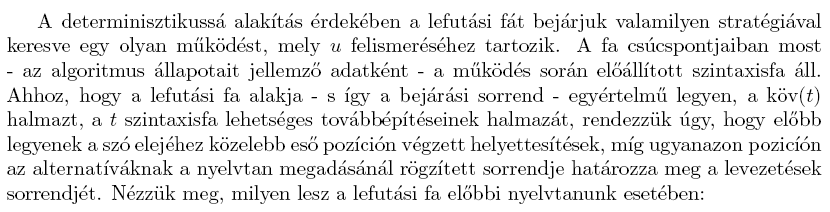 A determinisztikussá alakítás érdekében a lefutási fát bejárjuk valamilyen stratégiával
keresve egy olyan működést, mely u felismeréséhez tartozik. A fa csúcspontjaiban most
- az algoritmus állapotait jellemző adatként - a működés során előállított szintaxisfa áll.
Ahhoz, hogy a lefutási fa alakja - s így a bejárási sorrend - egyértelmű legyen, a köv(t)
halmazt, a t szintaxisfa lehetséges továbbépítéseinek halmazát, rendezzük úgy, hogy előbb
legyenek a szó elejéhez közelebb eső pozíción végzett helyettesítések, míg ugyanazon pozicíón
az alternatíváknak a nyelvtan megadásánál rögzített sorrendje határozza meg a levezetések
sorrendjét. Nézzük meg, milyen lesz a lefutási fa előbbi nyelvtanunk esetében: